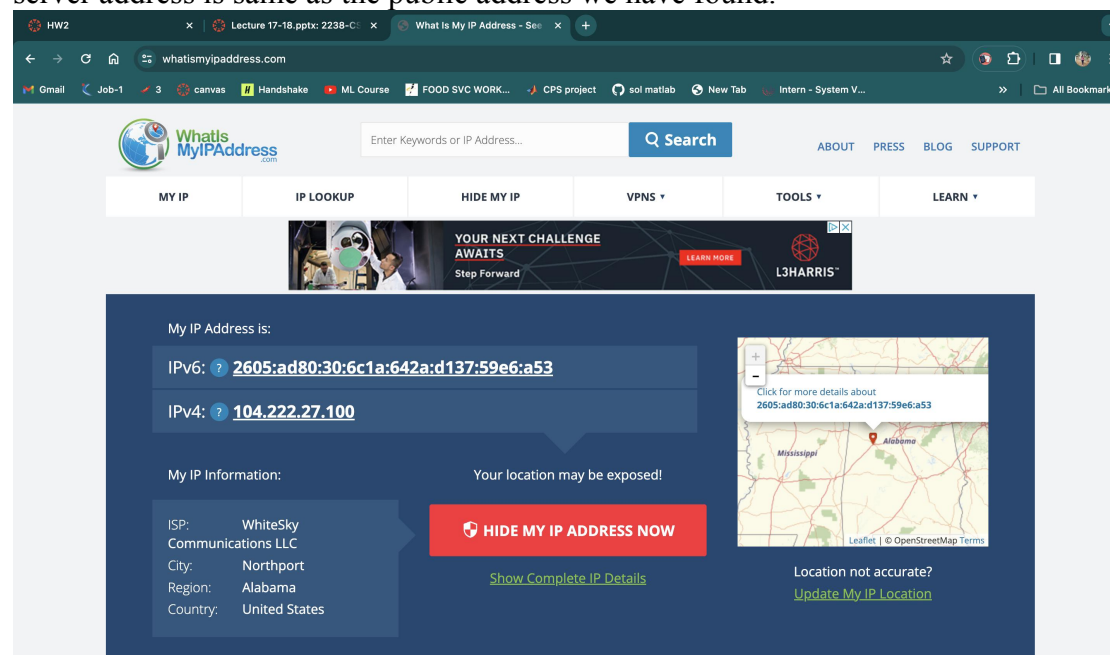 server address is same as the public address we have found.
HW2
Lecture 17-18.pptx: 2238-CS
What Is My IP Address - See
whatismyipaddress.com
Gmail
Job-1
3
canvas
Handshake
ML Course
FOOD SVC WORK...
CPS project
sol matlab
New Tab
Intern - System V...
»
All Bookmark
WhatIs
MyIPAddress
.com
Enter Keywords or IP Address...
Search
ABOUT PRESS BLOG SUPPORT
MY IP IP LOOKUP HIDE MY IP VPNS TOOLS LEARN
YOUR NEXT CHALLENGE
AWAITS
Step Forward
LEARN MORE
L3HARRIS™
My IP Address is:
IPv6: ? 2605:ad80:30:6c1a:642a:d137:59e6:a53
IPv4: ? 104.222.27.100
+
-
Click for more details about
2605:ad80:30:6c1a:642a:d137:59e6:a53
Mississippi
Alabama
Leaflet | © OpenStreetMap Terms
My IP Information:
Your location may be exposed!
ISP: WhiteSky
Communications LLC
City: Northport
Region: Alabama
Country: United States
HIDE MY IP ADDRESS NOW
Show Complete IP Details
Location not accurate?
Update My IP Location